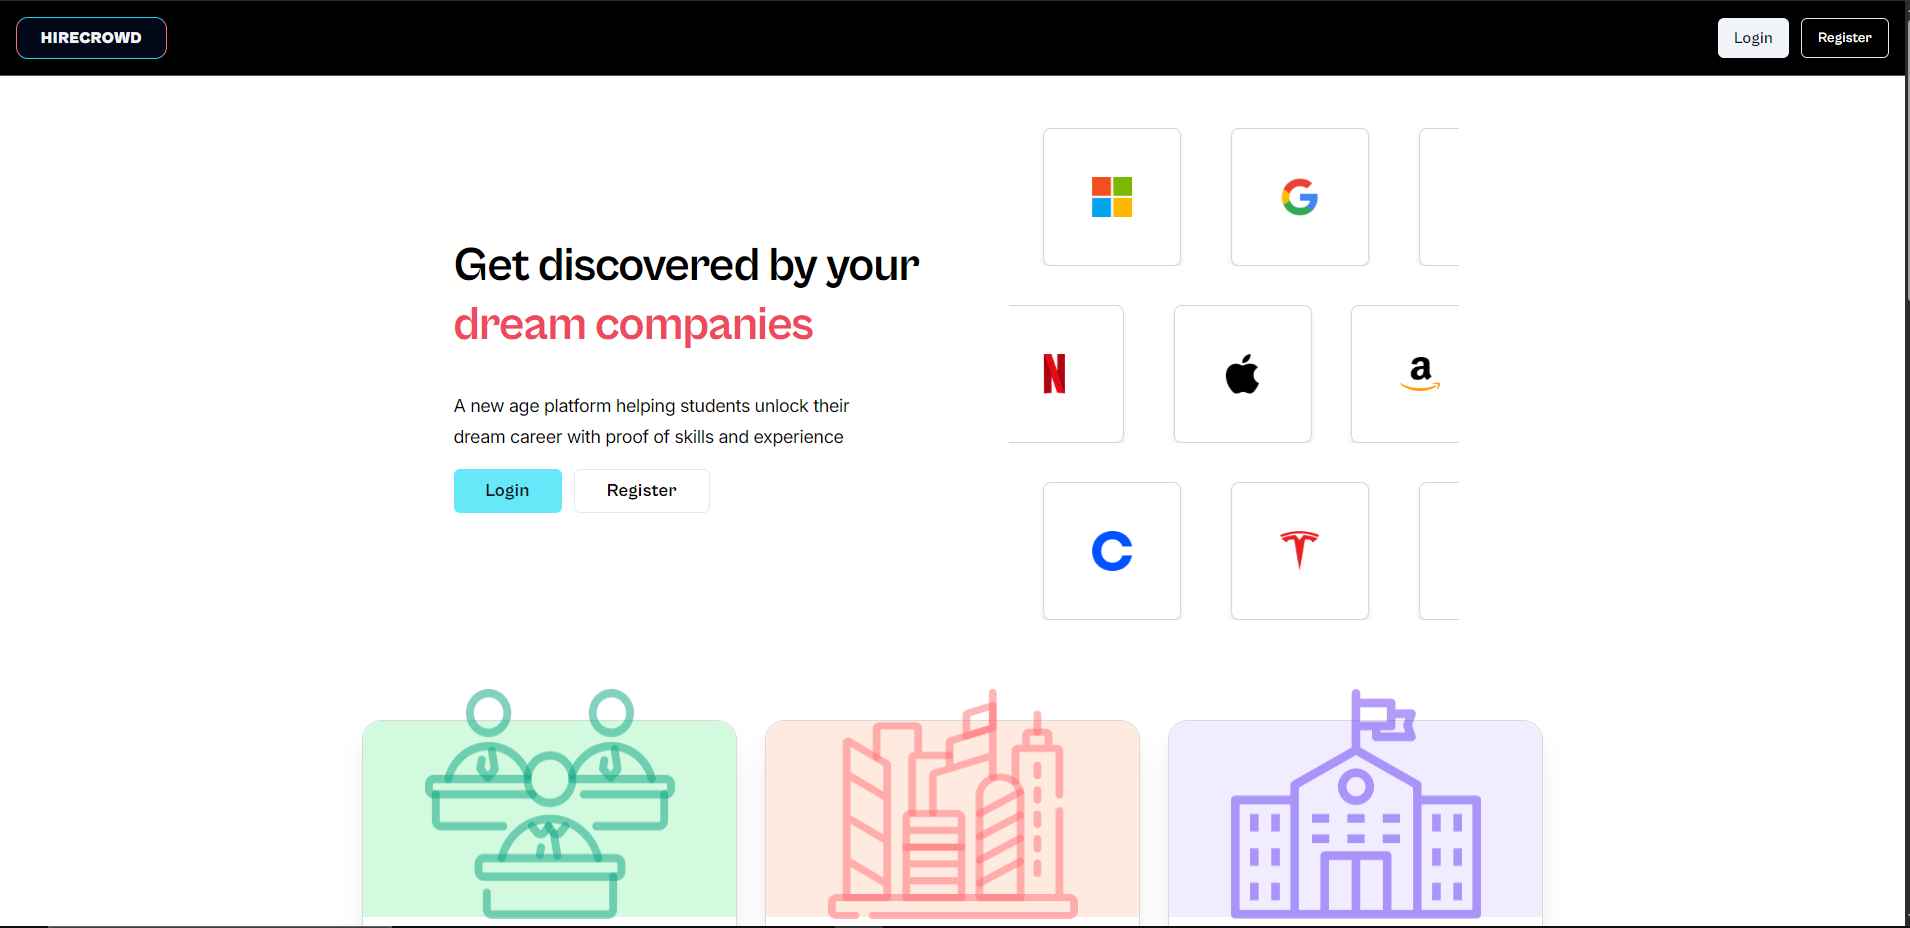 HIRECROWD
Login
Register
Get discovered by your
dream companies
A new age platform helping students unlock their
dream career with proof of skills and experience
Login
Register